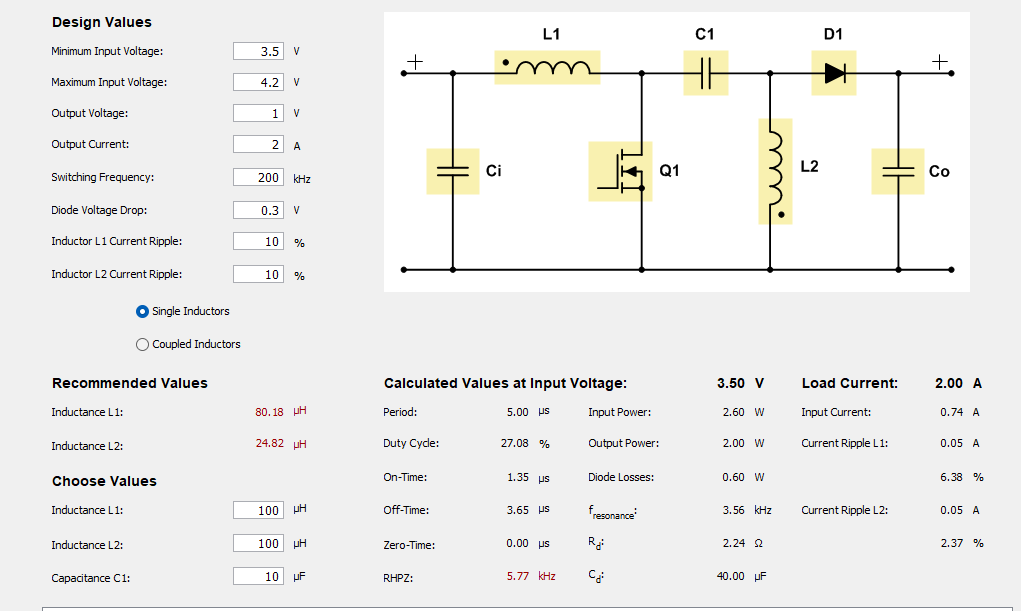 Design Values
Minimum Input Voltage: 3.5 V
Maximum Input Voltage: 4.2 V
Output Voltage: 1 V
Output Current: 2 A
Switching Frequency: 200 kHz
Diode Voltage Drop: 0.3 V
Inductor L1 Current Ripple: 10 %
Inductor L2 Current Ripple: 10 %
Single Inductors
Coupled Inductors
L1 C1 D1
+ +
Ci Q1 L2 Co
Recommended Values
Inductance L1: 80.18 µH
Inductance L2: 24.82 µH
Choose Values
Inductance L1: 100 µH
Inductance L2: 100 µH
Capacitance C1: 10 µF
Calculated Values at Input Voltage: 3.50 V Load Current: 2.00 A
Period: 5.00 µs Input Power: 2.60 W Input Current: 0.74 A
Duty Cycle: 27.08 % Output Power: 2.00 W Current Ripple L1: 0.05 A
On-Time: 1.35 µs Diode Losses: 0.60 W 6.38 %
Off-Time: 3.65 µs fresonance: 3.56 kHz Current Ripple L2: 0.05 A
Zero-Time: 0.00 µs Rd: 2.24 Ω 2.37 %
RHPZ: 5.77 kHz Cd: 40.00 µF